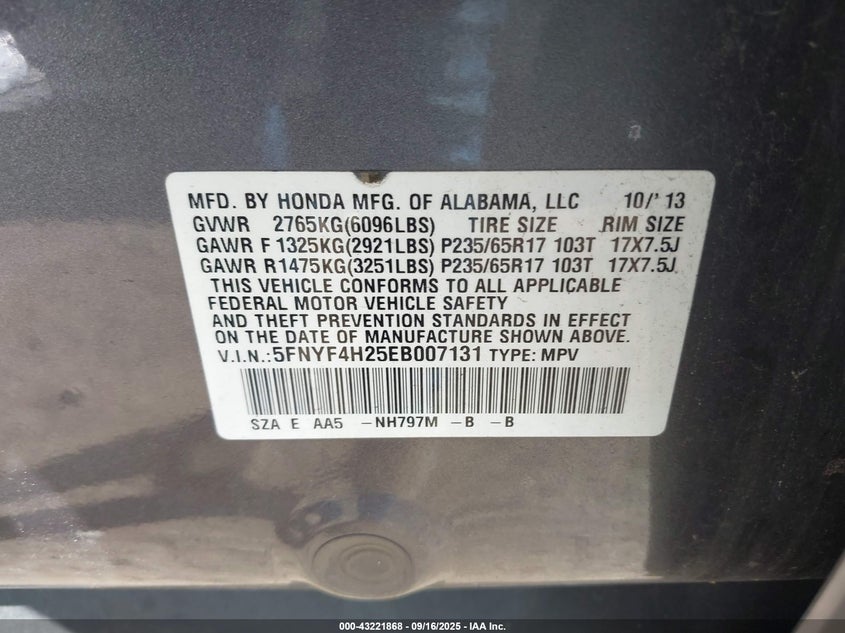 MFD. BY HONDA MFG. OF ALABAMA, LLC 10/'13
GVWR 2765KG(6096LBS) TIRE SIZE RIM SIZE
GAWR F 1325KG(2921LBS) P235/65R17 103T 17X7.5J
GAWR R1475KG(3251LBS) P235/65R17 103T 17X7.5J
THIS VEHICLE CONFORMS TO ALL APPLICABLE
FEDERAL MOTOR VEHICLE SAFETY
AND THEFT PREVENTION STANDARDS IN EFFECT
ON THE DATE OF MANUFACTURE SHOWN ABOVE.
V.I.N.:5FNYF4H25EB007131 TYPE: MPV
SZA E AA5 -NH797M -B -B
000-43221868 - 09/16/2025 - IAA Inc.